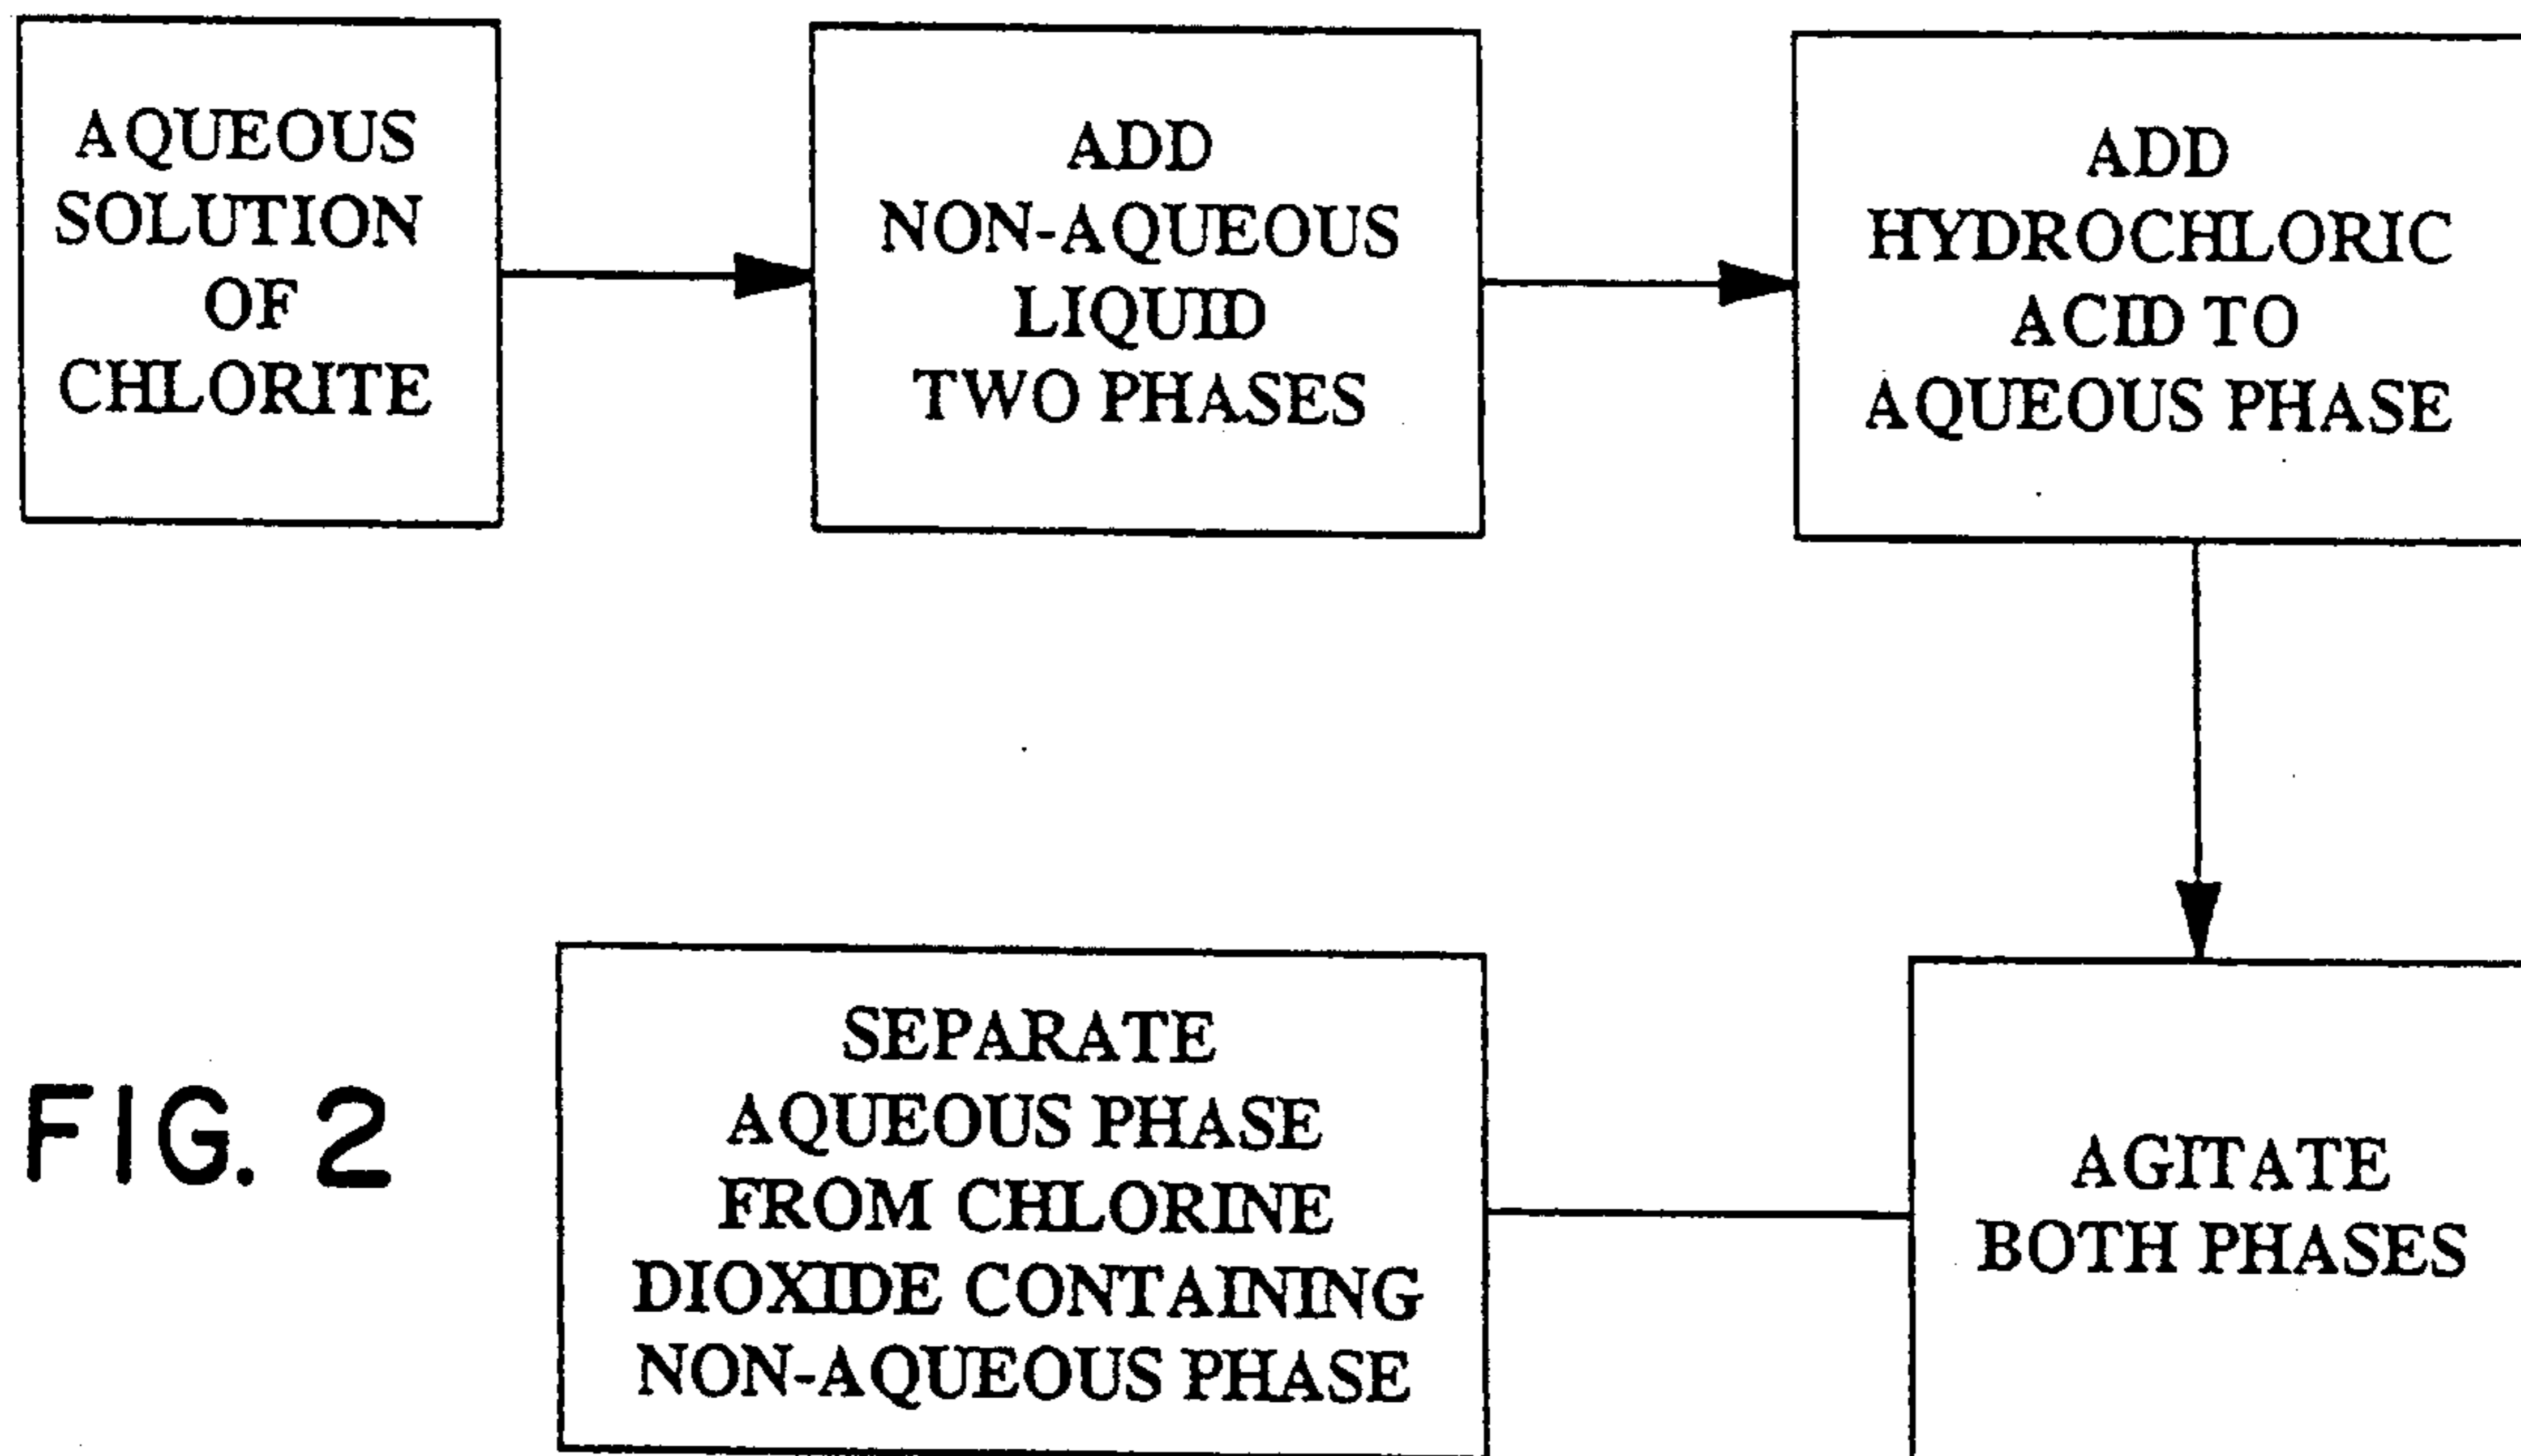 AQUEOUS
SOLUTION
OF
CHLORITE
ADD
NON-AQUEOUS
LIQUID
TWO PHASES
ADD
HYDROCHLORIC
ACID TO
AQUEOUS PHASE
AGITATE
BOTH PHASES
SEPARATE
AQUEOUS PHASE
FROM CHLORINE
DIOXIDE CONTAINING
NON-AQUEOUS PHASE
FIG. 2